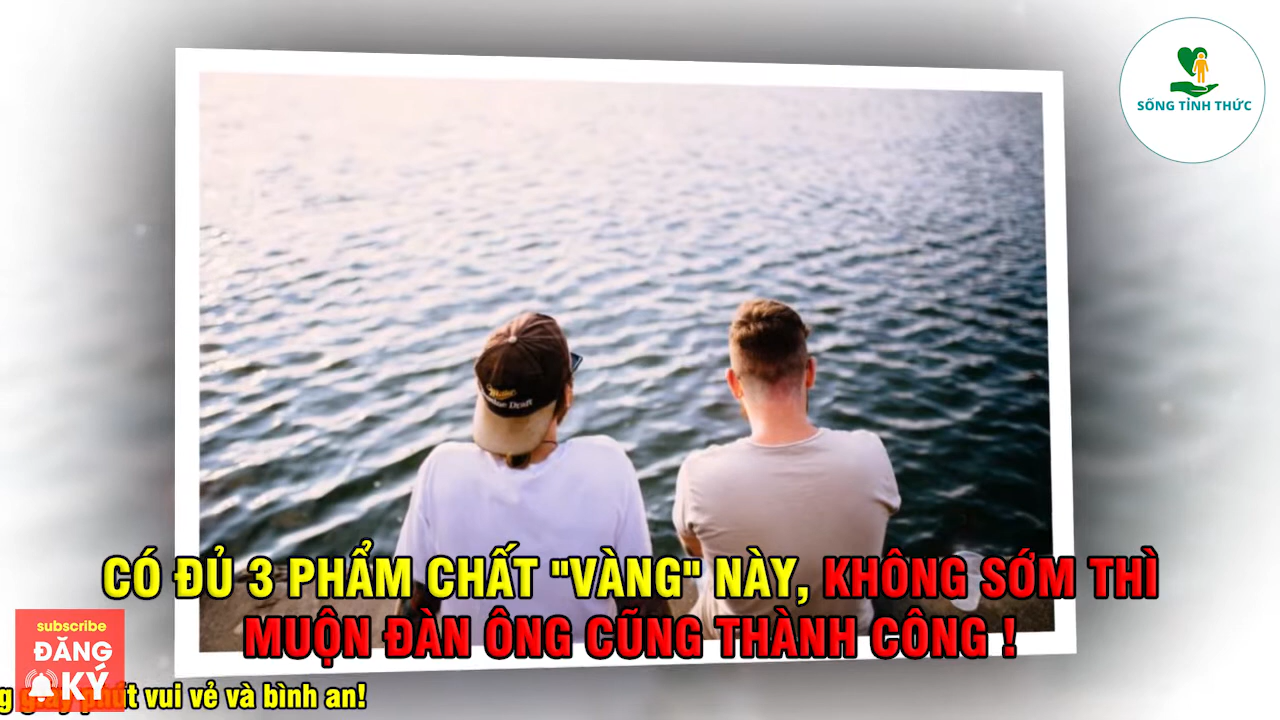 SỐNG TỈNH THỨC
CÓ ĐỦ 3 PHẨM CHẤT "VÀNG" NÀY, KHÔNG SỚM THÌ
MUỘN ĐÀN ÔNG CŨNG THÀNH CÔNG !
subscribe
ĐĂNG
KÝ
vui vẻ và bình an!